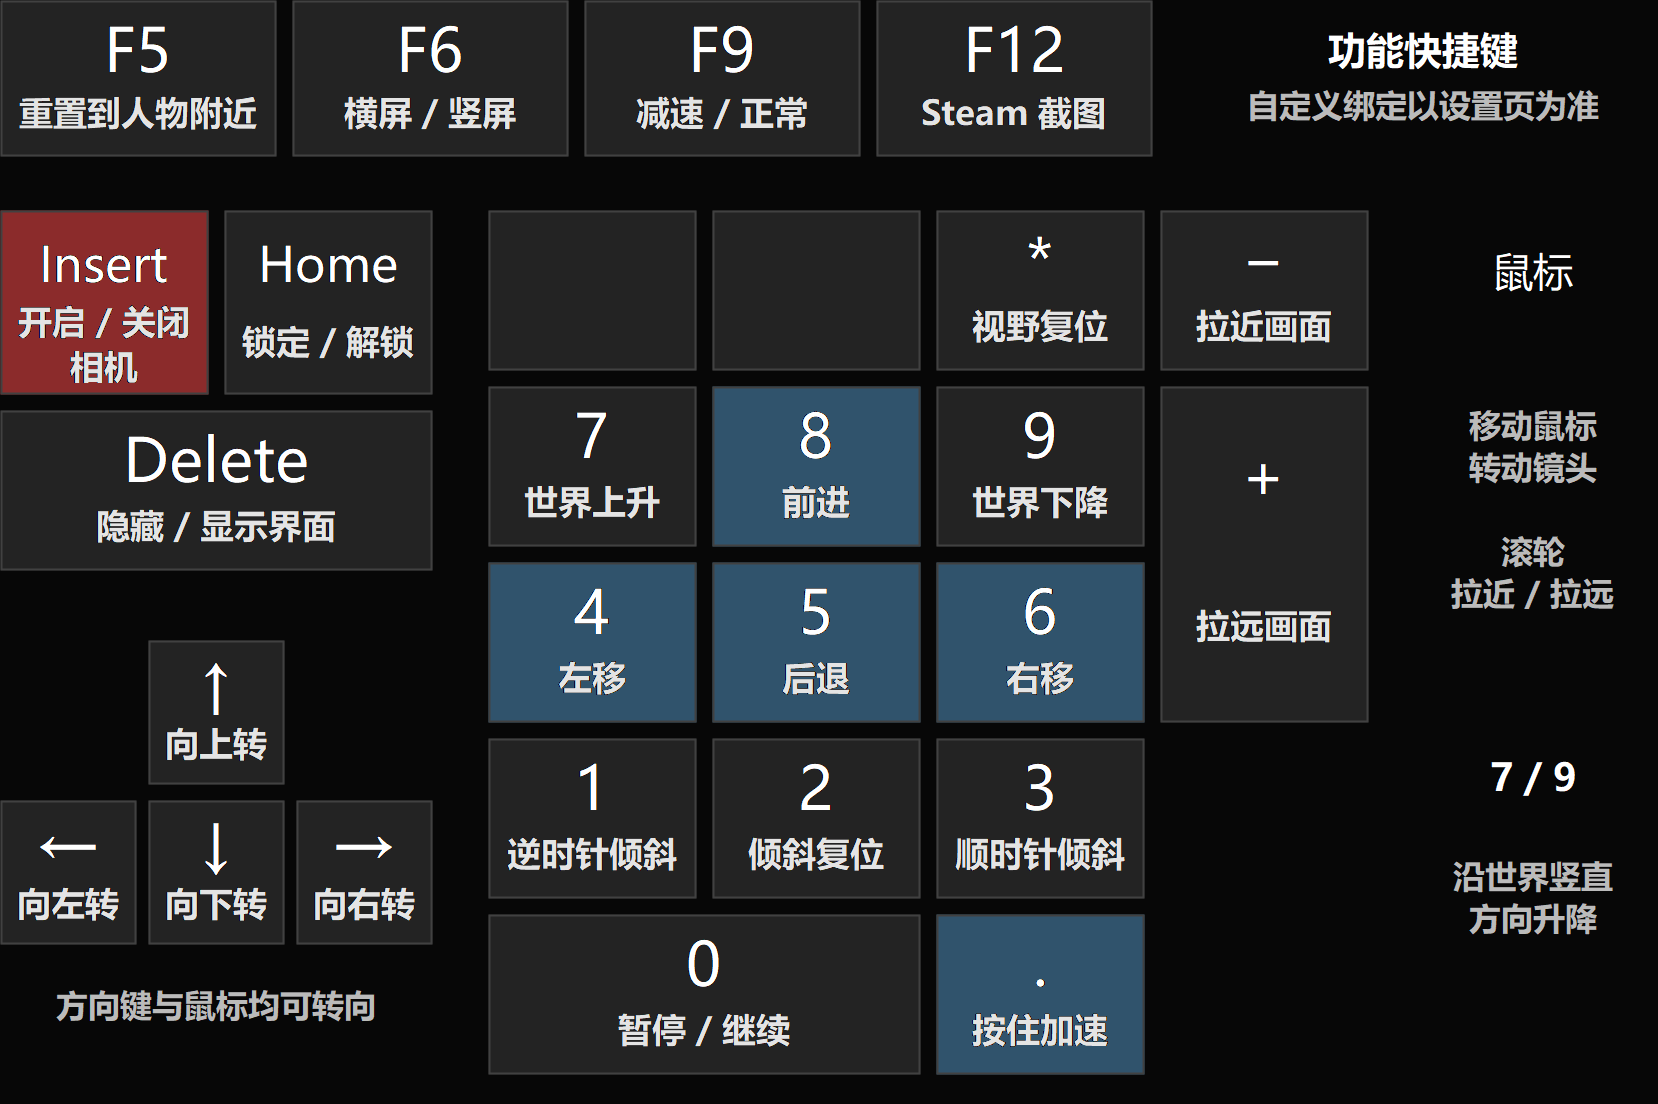 F5
重置到人物附近
F6
横屏 / 竖屏
F9
减速 / 正常
F12
Steam 截图
功能快捷键
自定义绑定以设置页为准
Insert
开启 / 关闭
相机
Home
锁定 / 解锁
Delete
隐藏 / 显示界面
↑
向上转
←
向左转
↓
向下转
→
向右转
方向键与鼠标均可转向
*
视野复位
−
拉近画面
7
世界上升
8
前进
9
世界下降
+
拉远画面
4
左移
5
后退
6
右移
1
逆时针倾斜
2
倾斜复位
3
顺时针倾斜
0
暂停 / 继续
.
按住加速
鼠标
移动鼠标
转动镜头
滚轮
拉近 / 拉远
7 / 9
沿世界竖直
方向升降